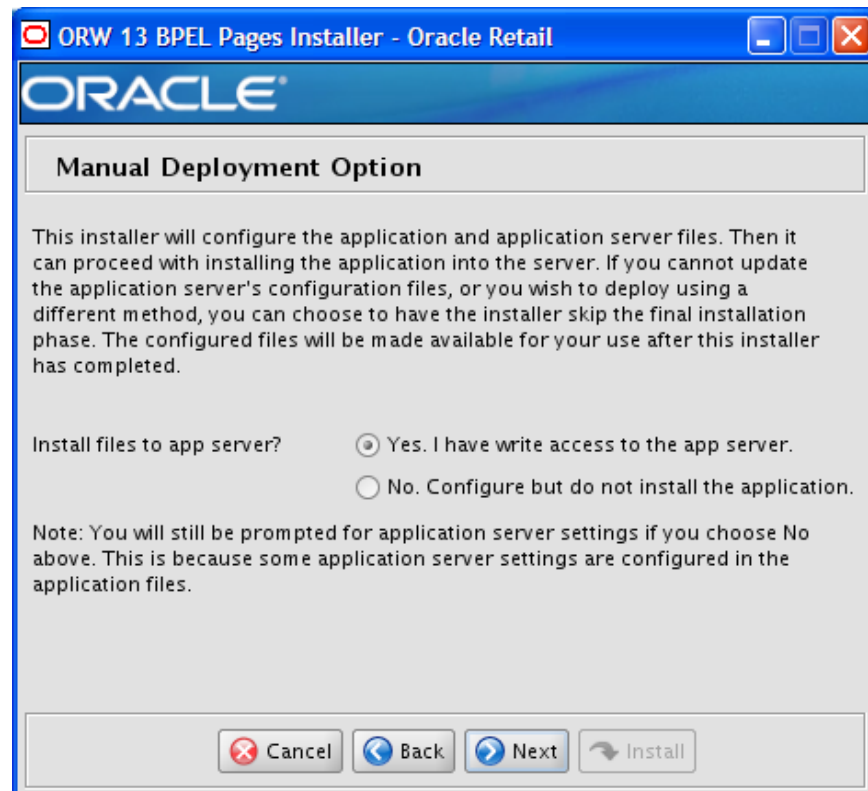 ORW 13 BPEL Pages Installer - Oracle Retail
ORACLE®
Manual Deployment Option
This installer will configure the application and application server files. Then it
can proceed with installing the application into the server. If you cannot update
the application server's configuration files, or you wish to deploy using a
different method, you can choose to have the installer skip the final installation
phase. The configured files will be made available for your use after this installer
has completed.
Install files to app server? Yes. I have write access to the app server.
No. Configure but do not install the application.
Note: You will still be prompted for application server settings if you choose No
above. This is because some application server settings are configured in the
application files.
Cancel Back Next Install